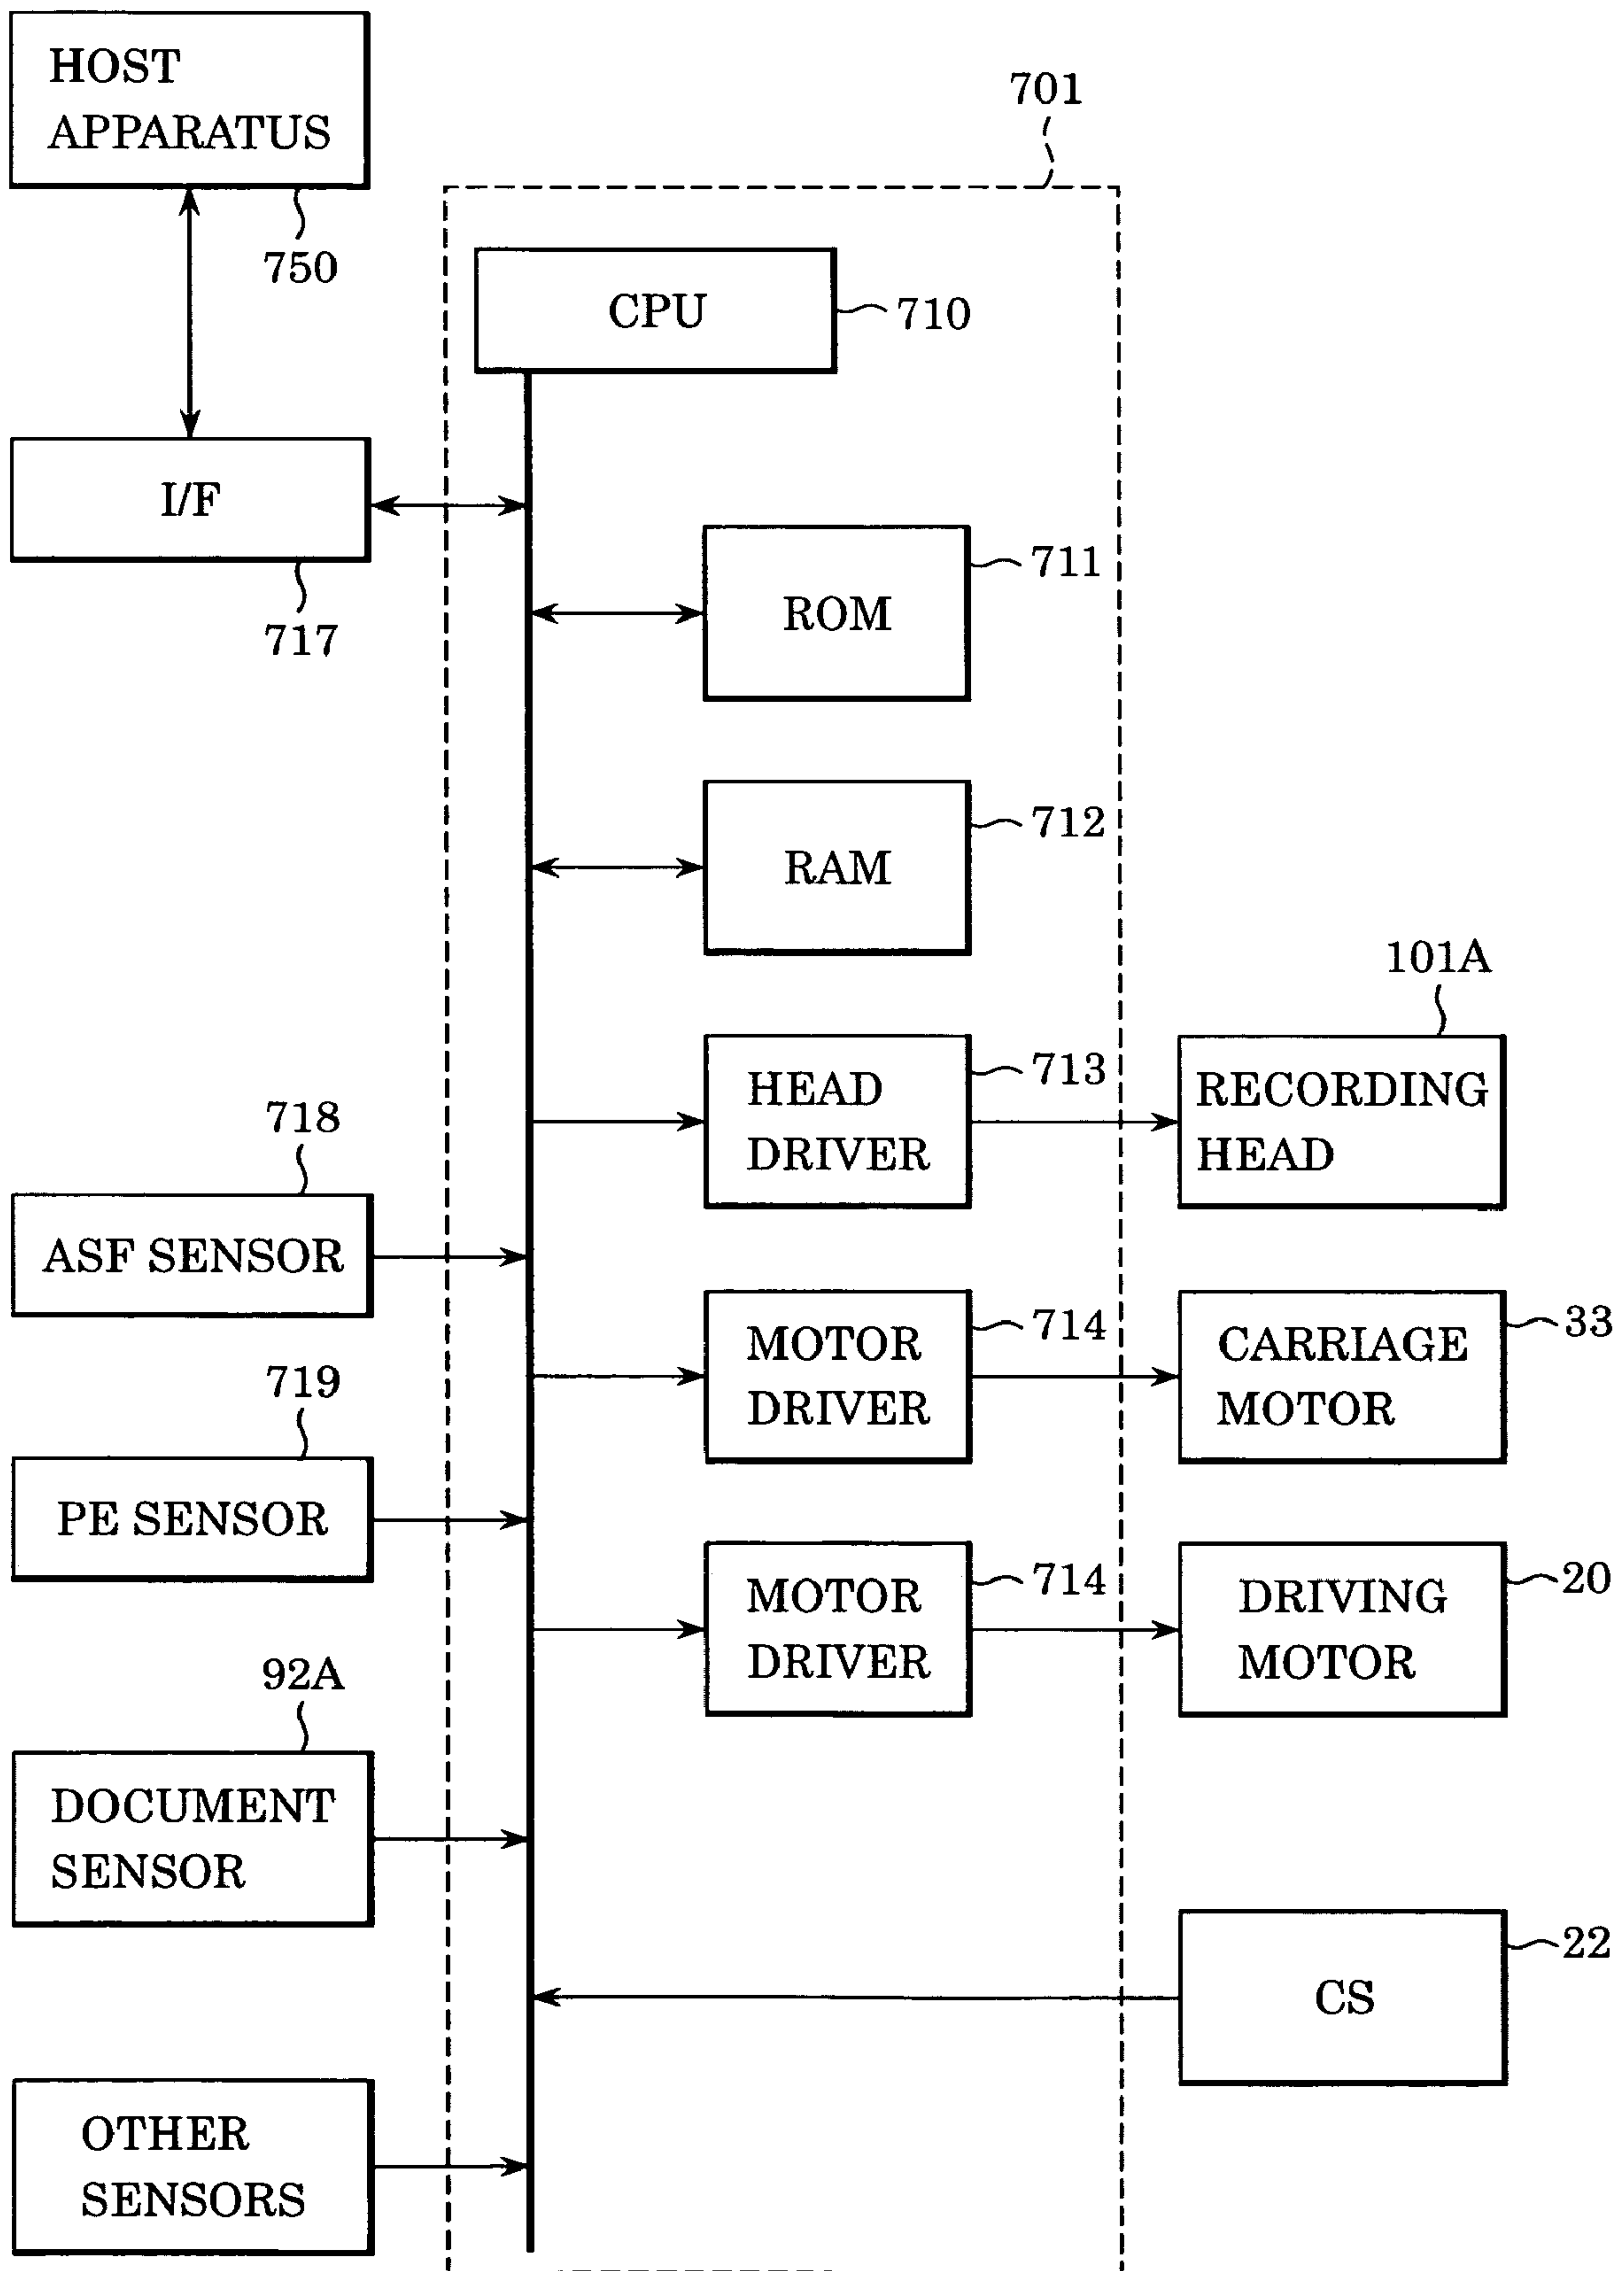 HOST
APPARATUS
750
701
CPU
710
I/F
717
ROM
711
RAM
712
HEAD
DRIVER
713
101A
RECORDING
HEAD
718
ASF SENSOR
MOTOR
DRIVER
714
CARRIAGE
MOTOR
33
719
PE SENSOR
MOTOR
DRIVER
714
DRIVING
MOTOR
20
92A
DOCUMENT
SENSOR
CS
22
OTHER
SENSORS